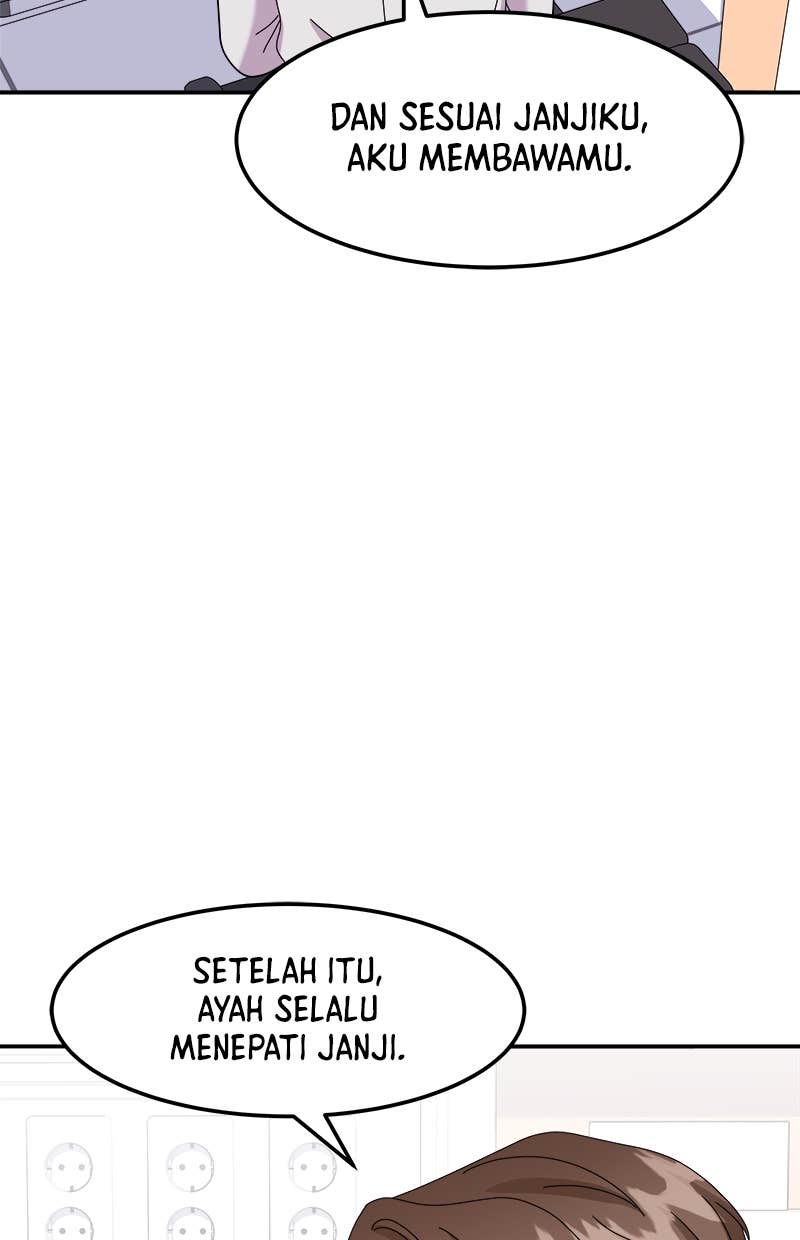 DAN SESUAI JANJIKU,
AKU MEMBAWAMU.
SETELAH ITU,
AYAH SELALU
MENEPATI JANJI.